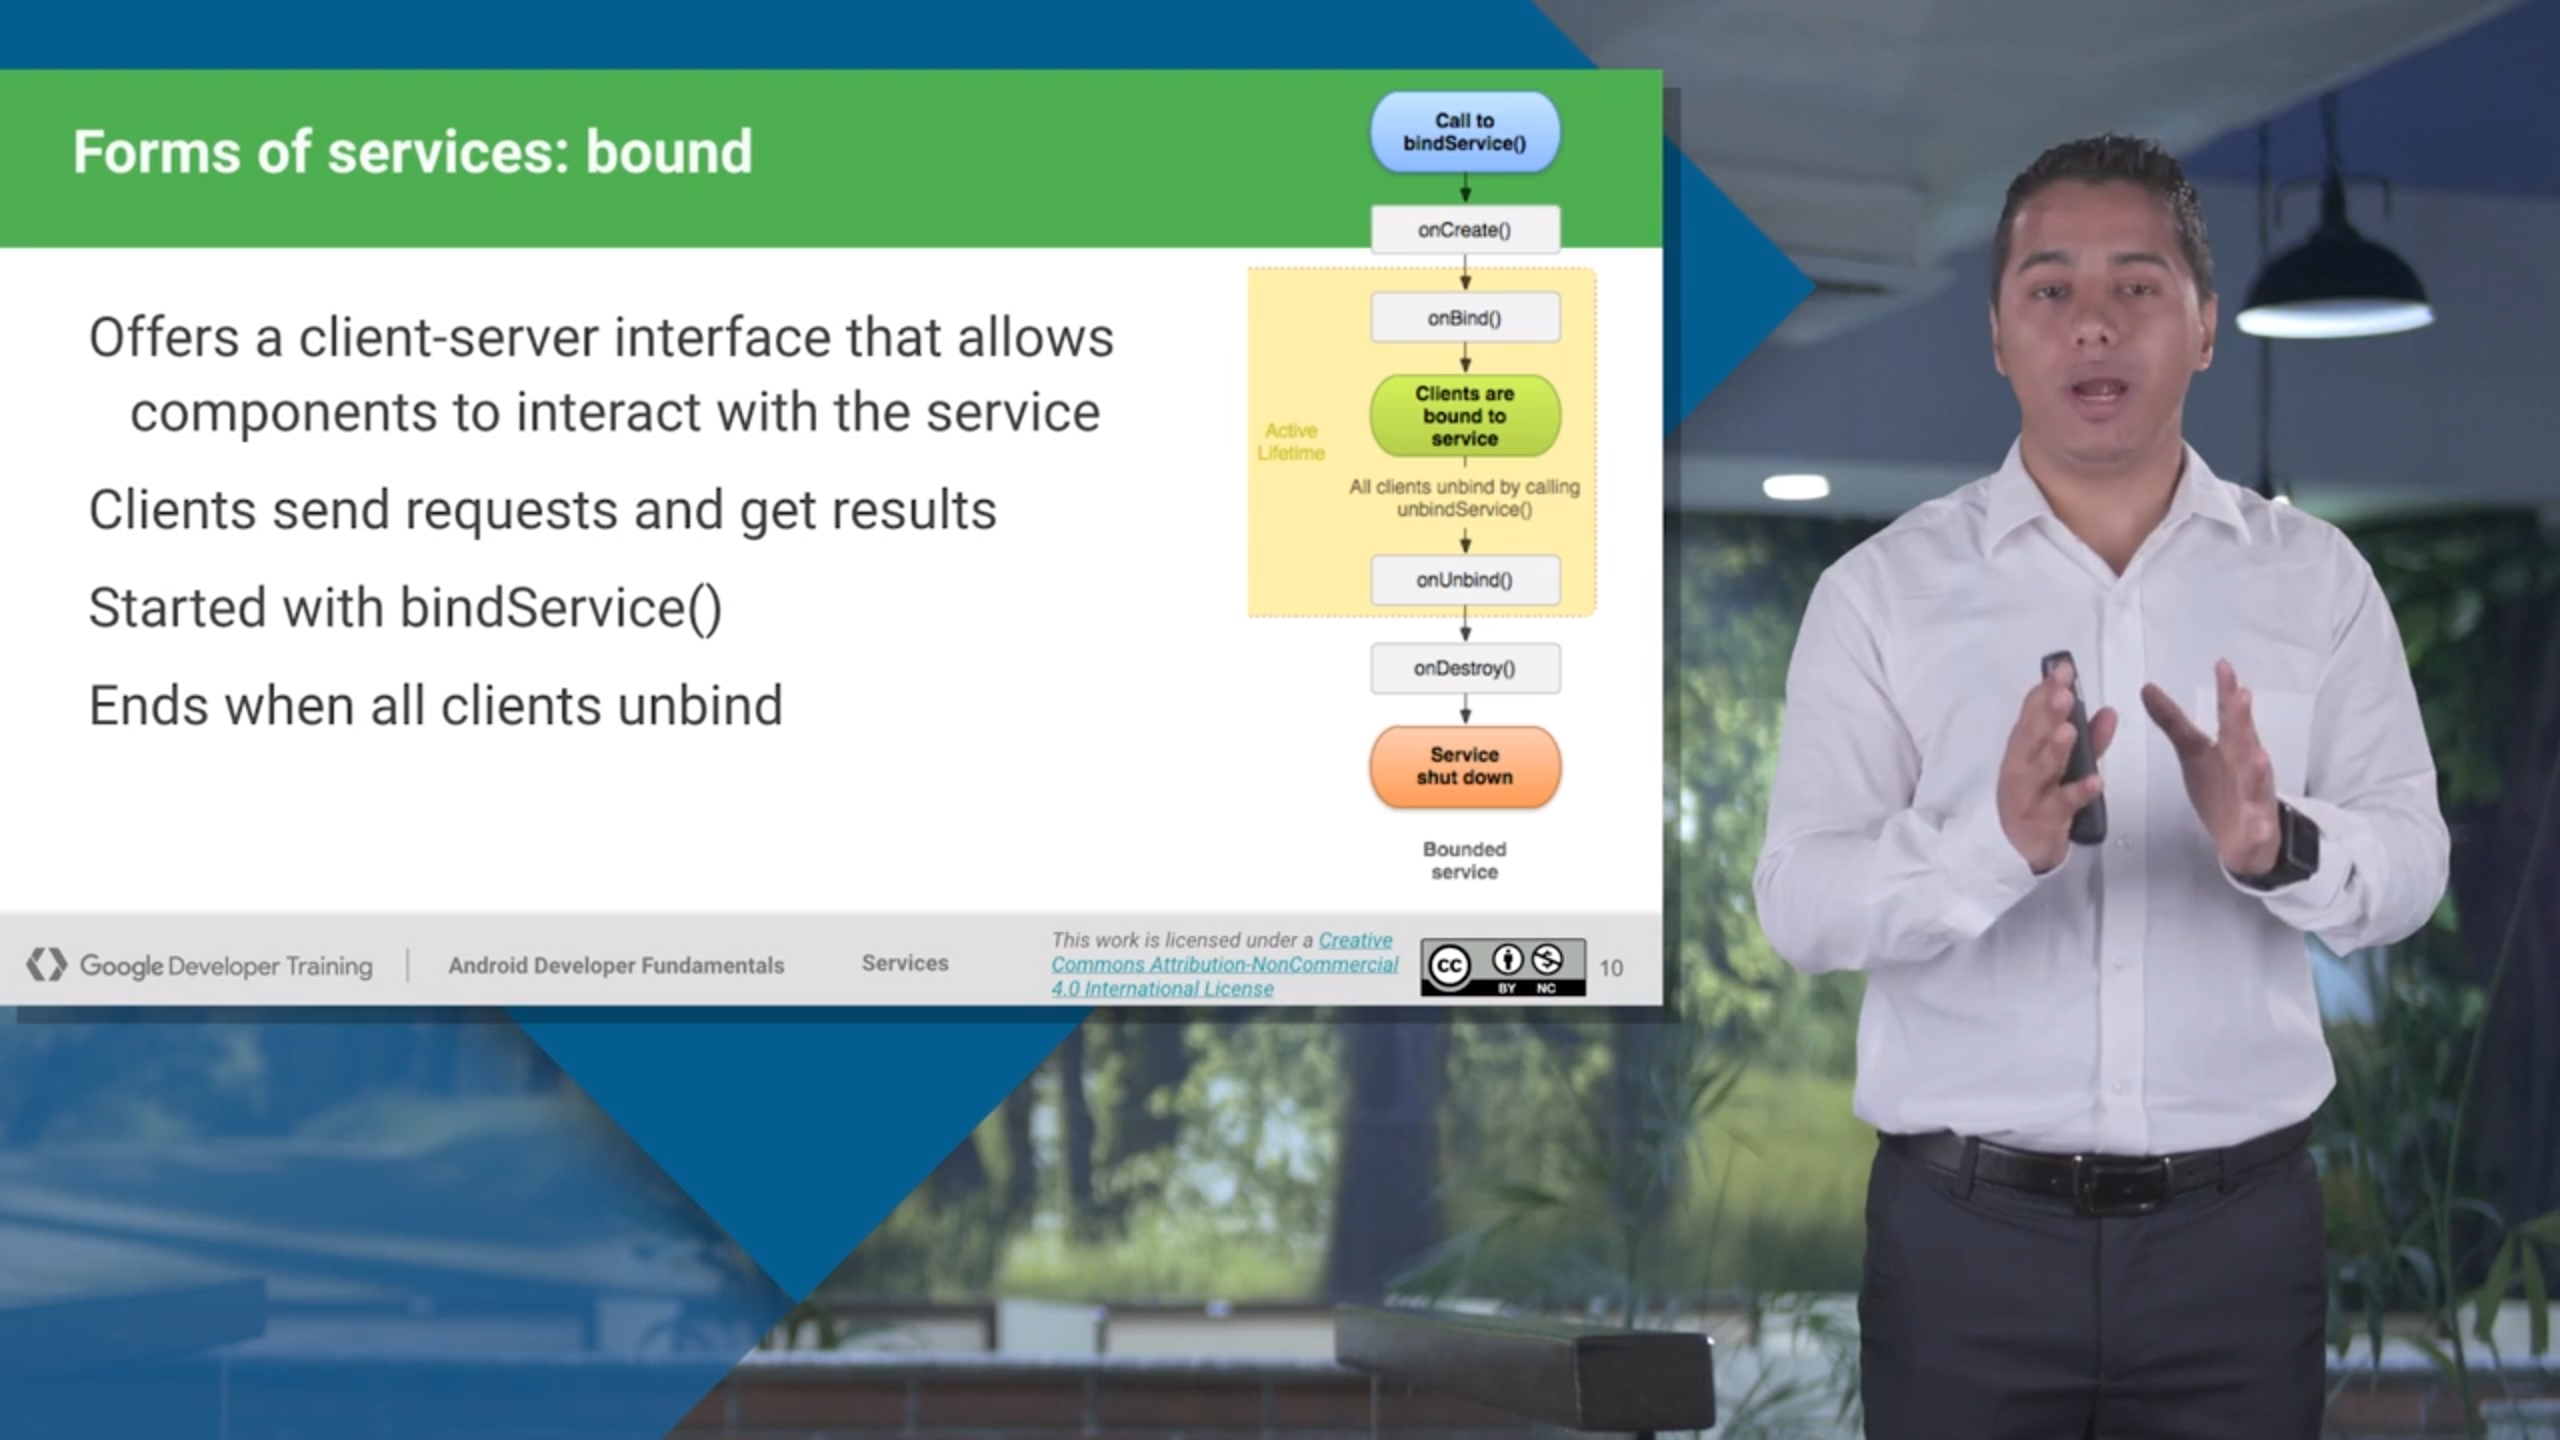 Forms of services: bound
Offers a client-server interface that allows
components to interact with the service
Clients send requests and get results
Started with bindService()
Ends when all clients unbind
Call to
bindService()
onCreate()
onBind()
Clients are
bound to
service
Active
Lifetime
All clients unbind by calling
unbindService()
onUnbind()
onDestroy()
Service
shut down
Bounded
service
Google Developer Training
Android Developer Fundamentals
Services
This work is licensed under a Creative
Commons Attribution-NonCommercial
4.0 International License
cc
BY NC
10